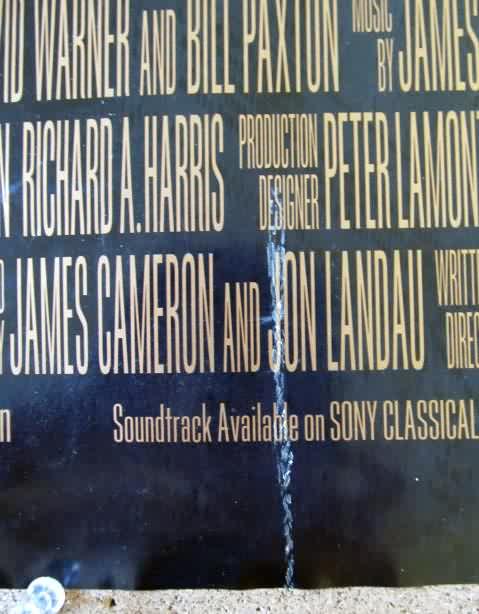 WARNER AND BILL PAXTON MUSIC BY JAMES
RICHARD A. HARRIS PRODUCTION DESIGNER PETER LAMONT
JAMES CAMERON AND JON LANDAU
Soundtrack Available on SONY CLASSICAL